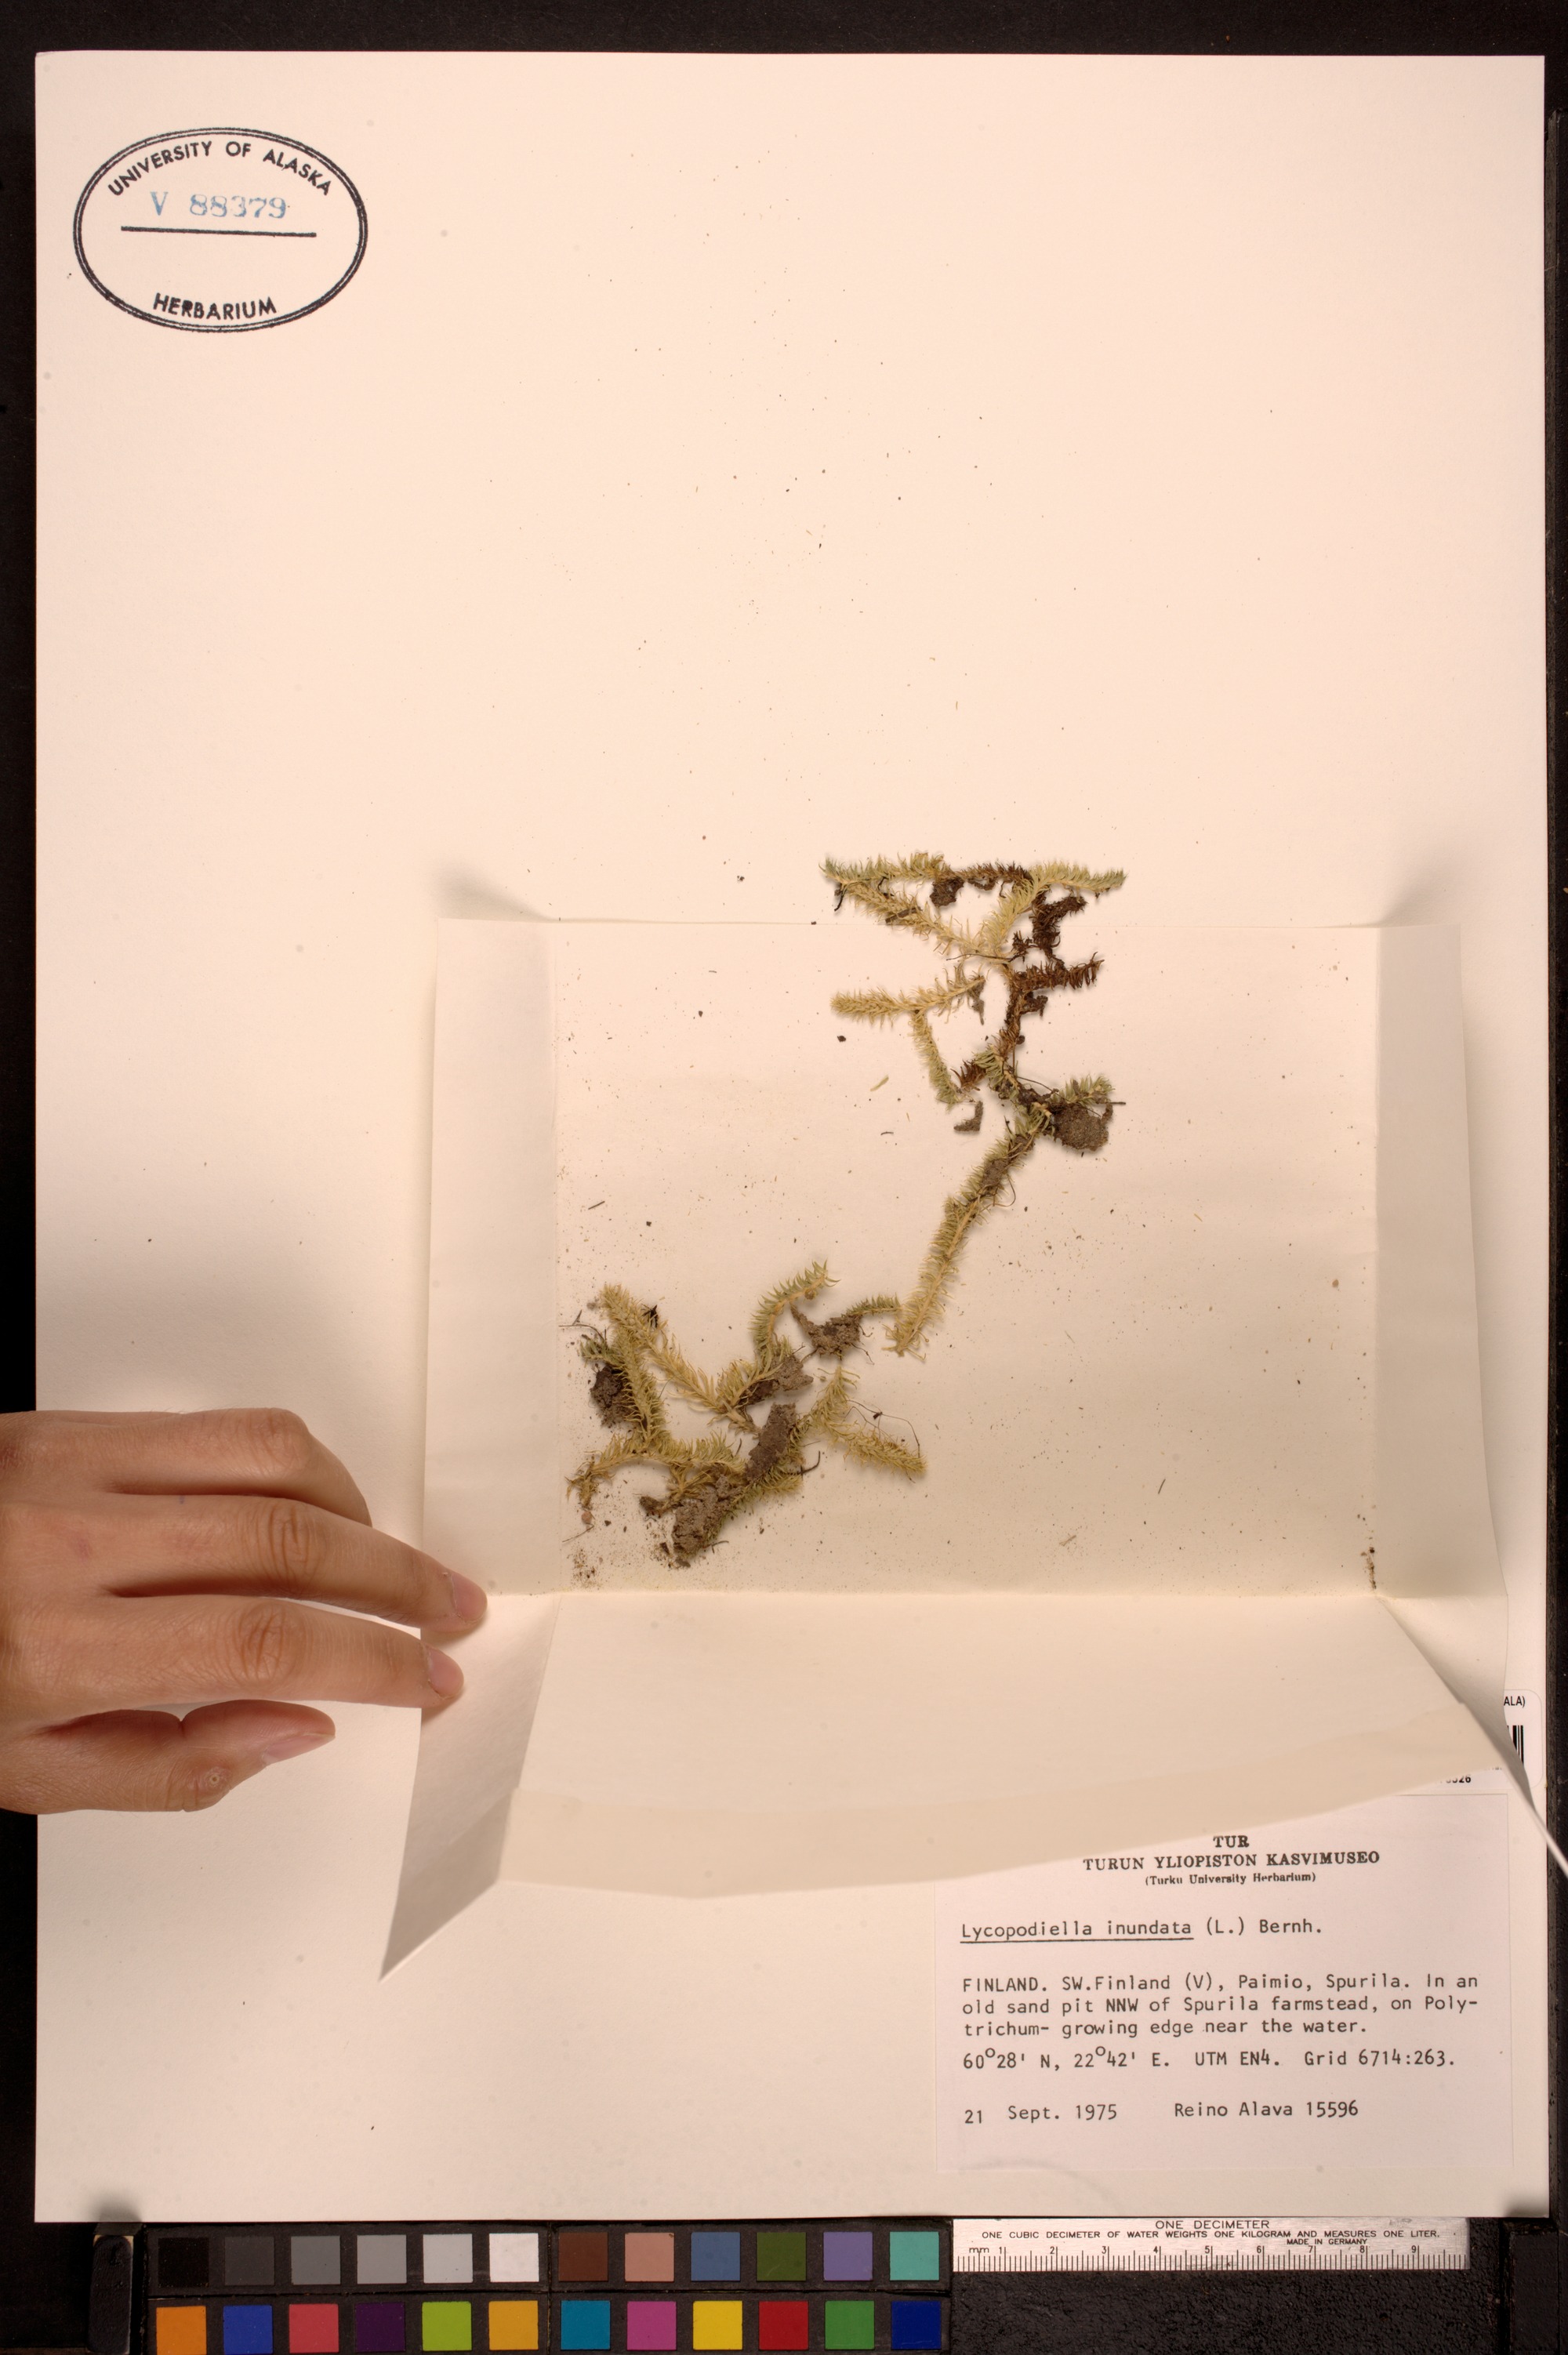 UNIVERSITY OF ALASKA
V 88379
HERBARIUM
ALA)
TUR
TURUN YLIOPISTON KASVIMUSEO
(Turku University Herbarium)
Lycopodiella inundata (L.) Bernh.
FINLAND. SW.Finland (V), Paimio, Spurila. In an
old sand pit NNW of Spurila farmstead, on Poly-
trichum- growing edge near the water.
60°28' N, 22°42' E. UTM EN4. Grid 6714:263.
21 Sept. 1975 Reino Alava 15596
ONE DECIMETER
ONE CUBIC DECIMETER OF WATER WEIGHTS ONE KILOGRAM AND MEASURES ONE LITER.
MADE IN GERMANY
mm 1 2 3 4 5 6 7 8 9